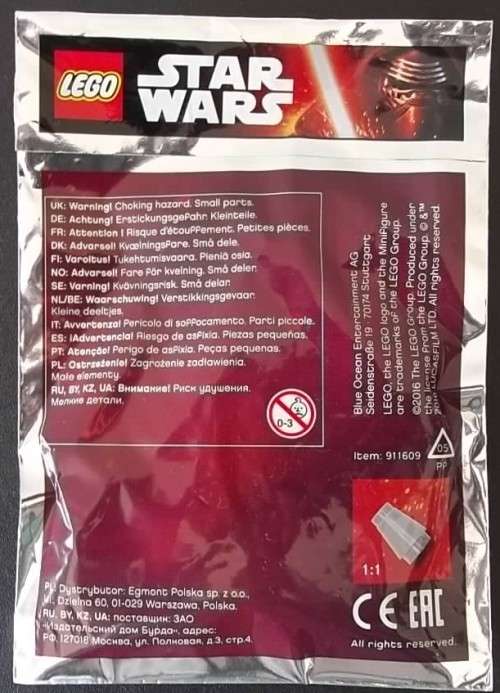 LEGO
STAR
WARS
UK: Warning! Choking hazard. Small parts.
DE: Achtung! Erstickungsgefahr. Kleinteile.
FR: Attention ! Risque d'étouffement. Petites pièces.
DK: Advarsel! Kvælningsfare. Små dele.
FI: Varoitus! Tukehtumisvaara. Pieniä osia.
NO: Advarsel! Fare for kvelning. Små deler.
SE: Varning! Kvävningsrisk. Små delar.
NL/BE: Waarschuwing! Verstikkingsgevaar.
Kleine deeltjes.
IT: Avvertenza! Pericolo di soffocamento. Parti piccole.
ES: ¡Advertencia! Riesgo de asfixia. Piezas pequeñas.
PT: Atenção! Perigo de asfixia. Peças pequenas.
PL: Ostrzeżenie! Zagrożenie zadławienia.
Małe elementy.
RU, BY, KZ, UA: Внимание! Риск удушения.
Мелкие детали.
0-3
Blue Ocean Entertainment AG
Seidenstraße 19 · 70174 Stuttgart
LEGO, the LEGO logo and the Minifigure
are trademarks of the LEGO Group.
©2016 The LEGO Group. Produced under
the license from the LEGO Group. © & ™
LUCASFILM LTD. All rights reserved.
Item: 911609
05
PP
1:1
CE EAC
All rights reserved.
PL: Dystrybutor: Egmont Polska sp. z o.o.,
ul. Dzielna 60, 01-029 Warszawa, Polska.
RU, BY, KZ, UA: поставщик: ЗАО
«Издательский дом Бурда», адрес:
РФ, 127018 Москва, ул. Полковая, д.3, стр.4.